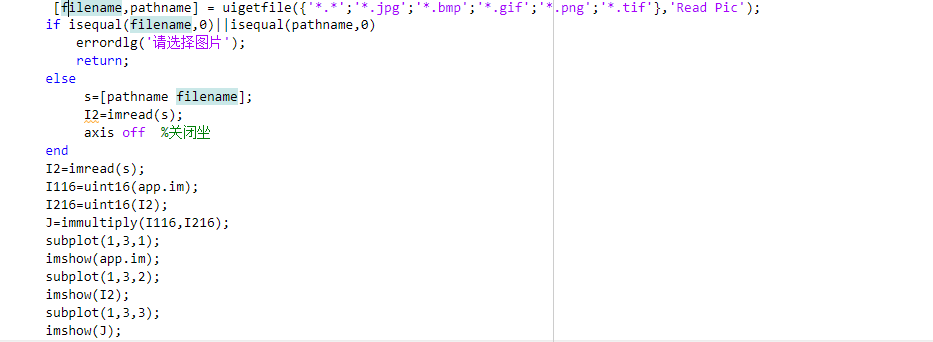 [filename,pathname] = uigetfile({'*.*';'*.jpg';'*.bmp';'*.gif';'*.png';'*.tif'},'Read Pic');
if isequal(filename,0)||isequal(pathname,0)
errordlg('请选择图片');
return;
else
s=[pathname filename];
I2=imread(s);
axis off %关闭坐
end
I2=imread(s);
I116=uint16(app.im);
I216=uint16(I2);
J=immultiply(I116,I216);
subplot(1,3,1);
imshow(app.im);
subplot(1,3,2);
imshow(I2);
subplot(1,3,3);
imshow(J);